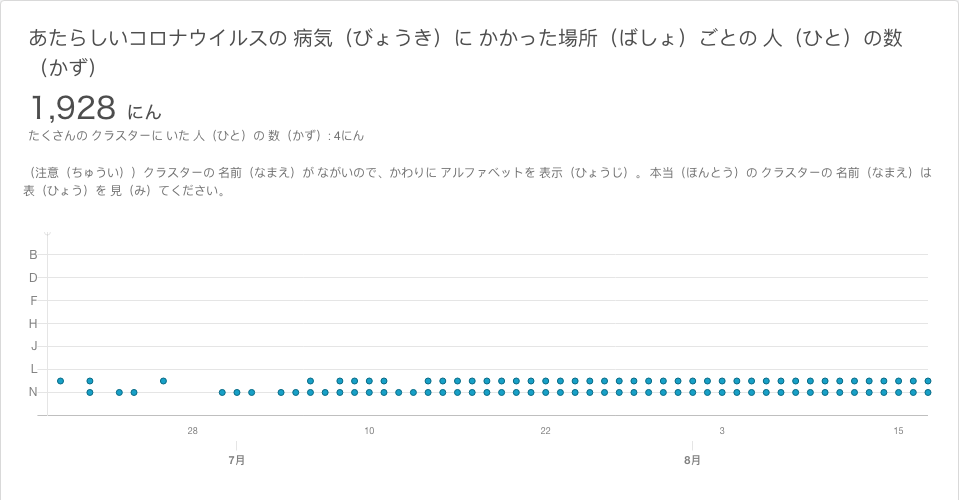 あたらしいコロナウイルスの 病気（びょうき）に かかった場所（ばしょ）ごとの 人（ひと）の数
（かず）
1,928 にん
たくさんの クラスターに いた 人（ひと）の 数（かず）: 4にん
（注意（ちゅうい））クラスターの 名前（なまえ）が ながいので、かわりに アルファベットを 表示（ひょうじ）。 本当（ほんとう）の クラスターの 名前（なまえ）は
表（ひょう）を 見（み）てください。
B
D
F
H
J
L
N
28 10 22 3 15
7月 8月